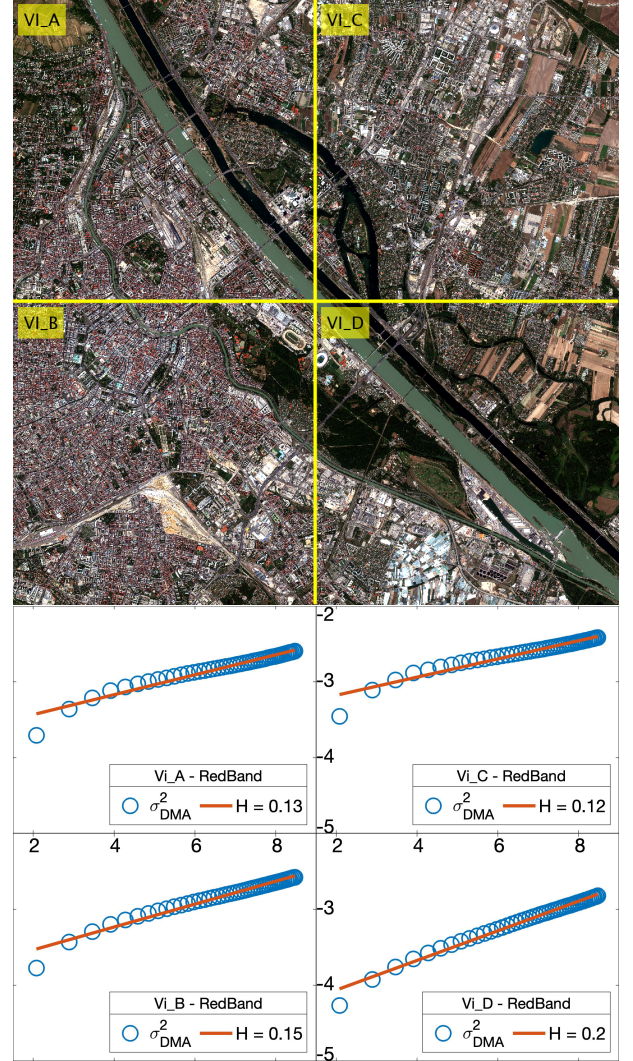 VI_A
VI_C
VI_B
VI_D
-2
-3
-4
-5
Vi_A - RedBand
σ²DMA H = 0.13
Vi_C - RedBand
σ²DMA H = 0.12
2 4 6 8
2 4 6 8
-3
-4
-5
Vi_B - RedBand
σ²DMA H = 0.15
Vi_D - RedBand
σ²DMA H = 0.2